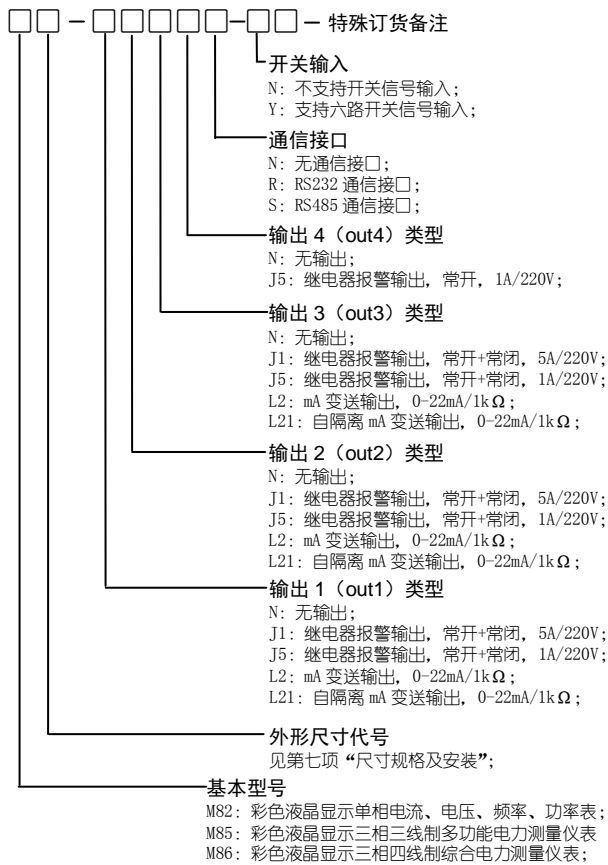 □□－□□□□□－□□－特殊订货备注
开关输入
N: 不支持开关信号输入;
Y: 支持六路开关信号输入;
通信接口
N: 无通信接口;
R: RS232 通信接口;
S: RS485 通信接口;
输出 4（out4）类型
N: 无输出;
J5: 继电器报警输出，常开，1A/220V;
输出 3（out3）类型
N: 无输出;
J1: 继电器报警输出，常开+常闭，5A/220V;
J5: 继电器报警输出，常开+常闭，1A/220V;
L2: mA 变送输出，0-22mA/1kΩ;
L21: 自隔离 mA 变送输出，0-22mA/1kΩ;
输出 2（out2）类型
N: 无输出;
J1: 继电器报警输出，常开+常闭，5A/220V;
J5: 继电器报警输出，常开+常闭，1A/220V;
L2: mA 变送输出，0-22mA/1kΩ;
L21: 自隔离 mA 变送输出，0-22mA/1kΩ;
输出 1（out1）类型
N: 无输出;
J1: 继电器报警输出，常开+常闭，5A/220V;
J5: 继电器报警输出，常开+常闭，1A/220V;
L2: mA 变送输出，0-22mA/1kΩ;
L21: 自隔离 mA 变送输出，0-22mA/1kΩ;
外形尺寸代号
见第七项“尺寸规格及安装”;
基本型号
M82: 彩色液晶显示单相电流、电压、频率、功率表;
M85: 彩色液晶显示三相三线制多功能电力测量仪表
M86: 彩色液晶显示三相四线制综合电力测量仪表;